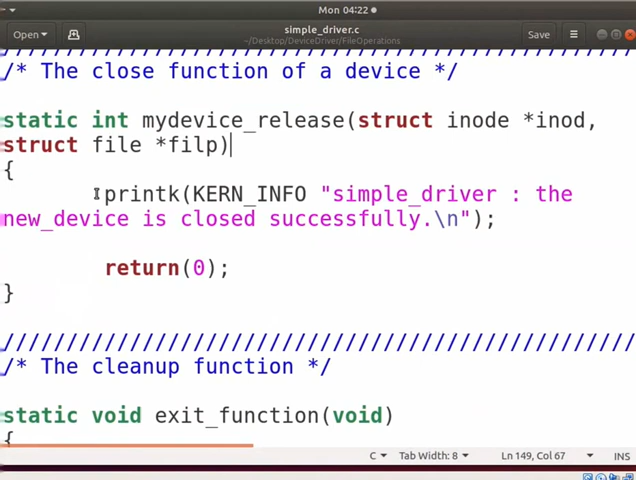 Mon 04:22
Open
simple_driver.c
~/Desktop/DeviceDriver/FileOperations
Save
/////////////////////////////////////////////////////
/* The close function of a device */
static int mydevice_release(struct inode *inod,
struct file *filp)
{
printk(KERN_INFO "simple_driver : the
new_device is closed successfully.\n");
return(0);
}
/////////////////////////////////////////////////////
/* The cleanup function */
static void exit_function(void)
{
C
Tab Width: 8
Ln 149, Col 67
INS